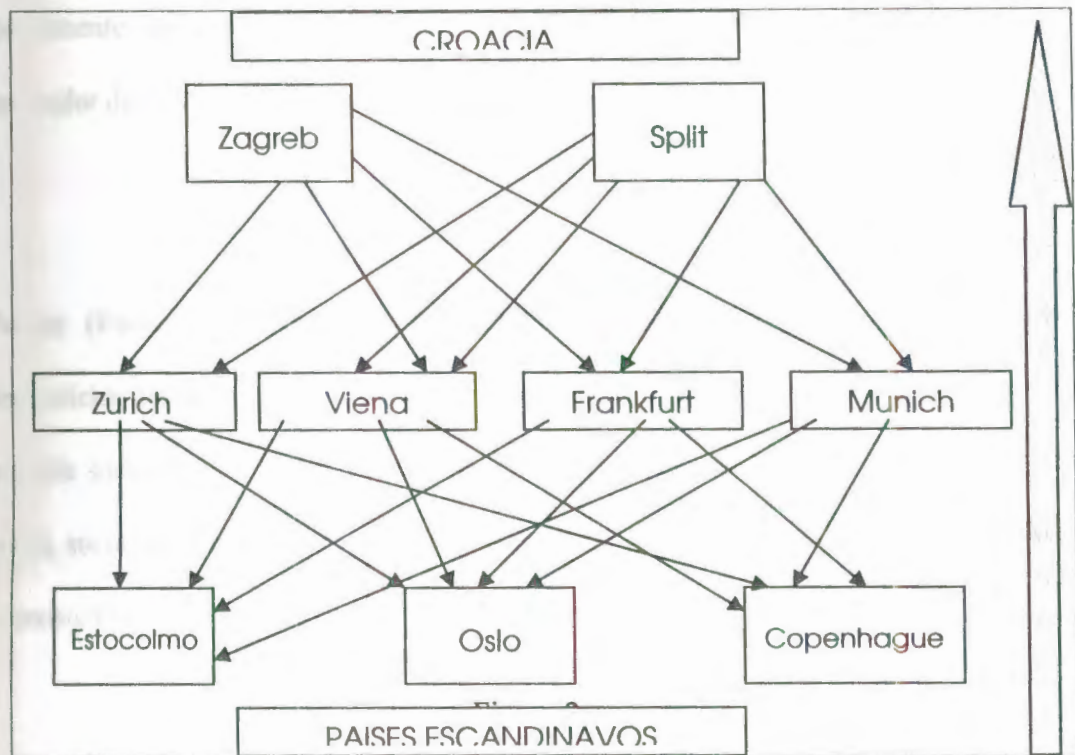 CROACIA
Zagreb
Split
Zurich
Viena
Frankfurt
Munich
Estocolmo
Oslo
Copenhague
PAISES ESCANDINAVOS